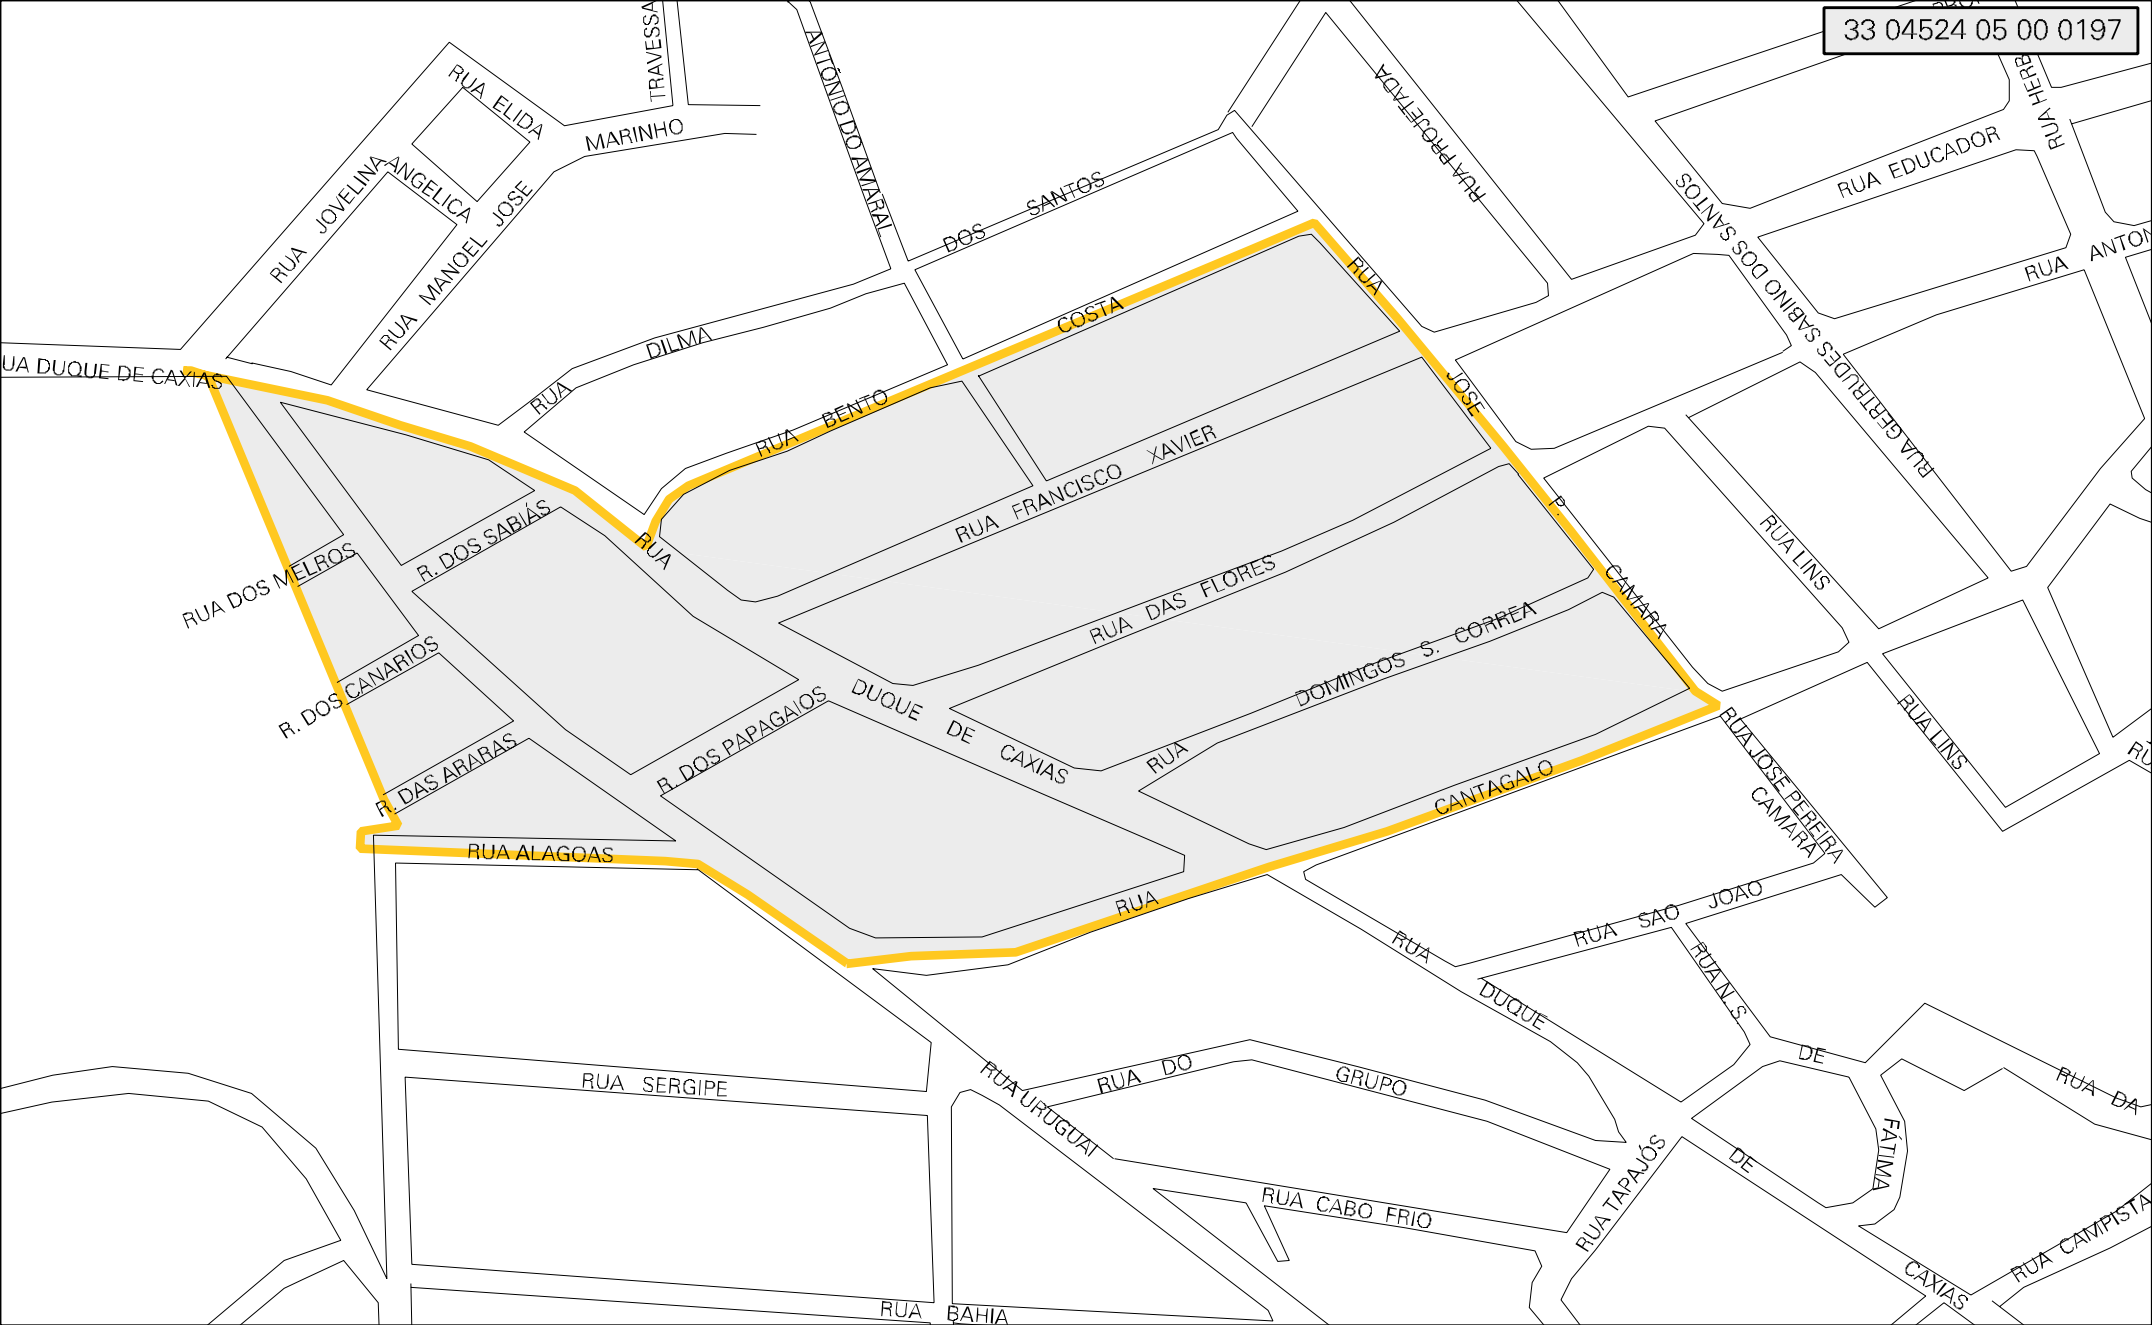 33 04524 05 00 0197
TRAVESSA
ANTÔNIO DO AMARAL
RUA ELIDA
MARINHO
RUA JOVELINA
ANGELICA
RUA MANOEL JOSE
RUA PROJETADA
RUA HERB
RUA EDUCADOR
RUA ANTON
RUA GERTRUDES SABINO DOS SANTOS
UA DUQUE DE CAXIAS
RUA DILMA DOS SANTOS
RUA BENTO COSTA
RUA JOSE P. CAMARA
RUA FRANCISCO XAVIER
RUA DAS FLORES
RUA DOMINGOS S. CORREA
RUA LINS
RUA LINS
RUA DOS MELROS
R. DOS SABIÁS
R. DOS CANARIOS
R. DAS ARARAS
R. DOS PAPAGAIOS
RUA DUQUE DE CAXIAS
RUA ALAGOAS
RUA CANTAGALO
RUA JOSE PEREIRA
CAMARA
RUA SAO JOAO
RUA N. S DE FÁTIMA
RUA DUQUE DE CAXIAS
RUA DA
RUA SERGIPE
RUA URUGUAI
RUA DO GRUPO
RUA CABO FRIO
RUA TAPAJÓS
RUA CAMPISTA
RUA BAHIA